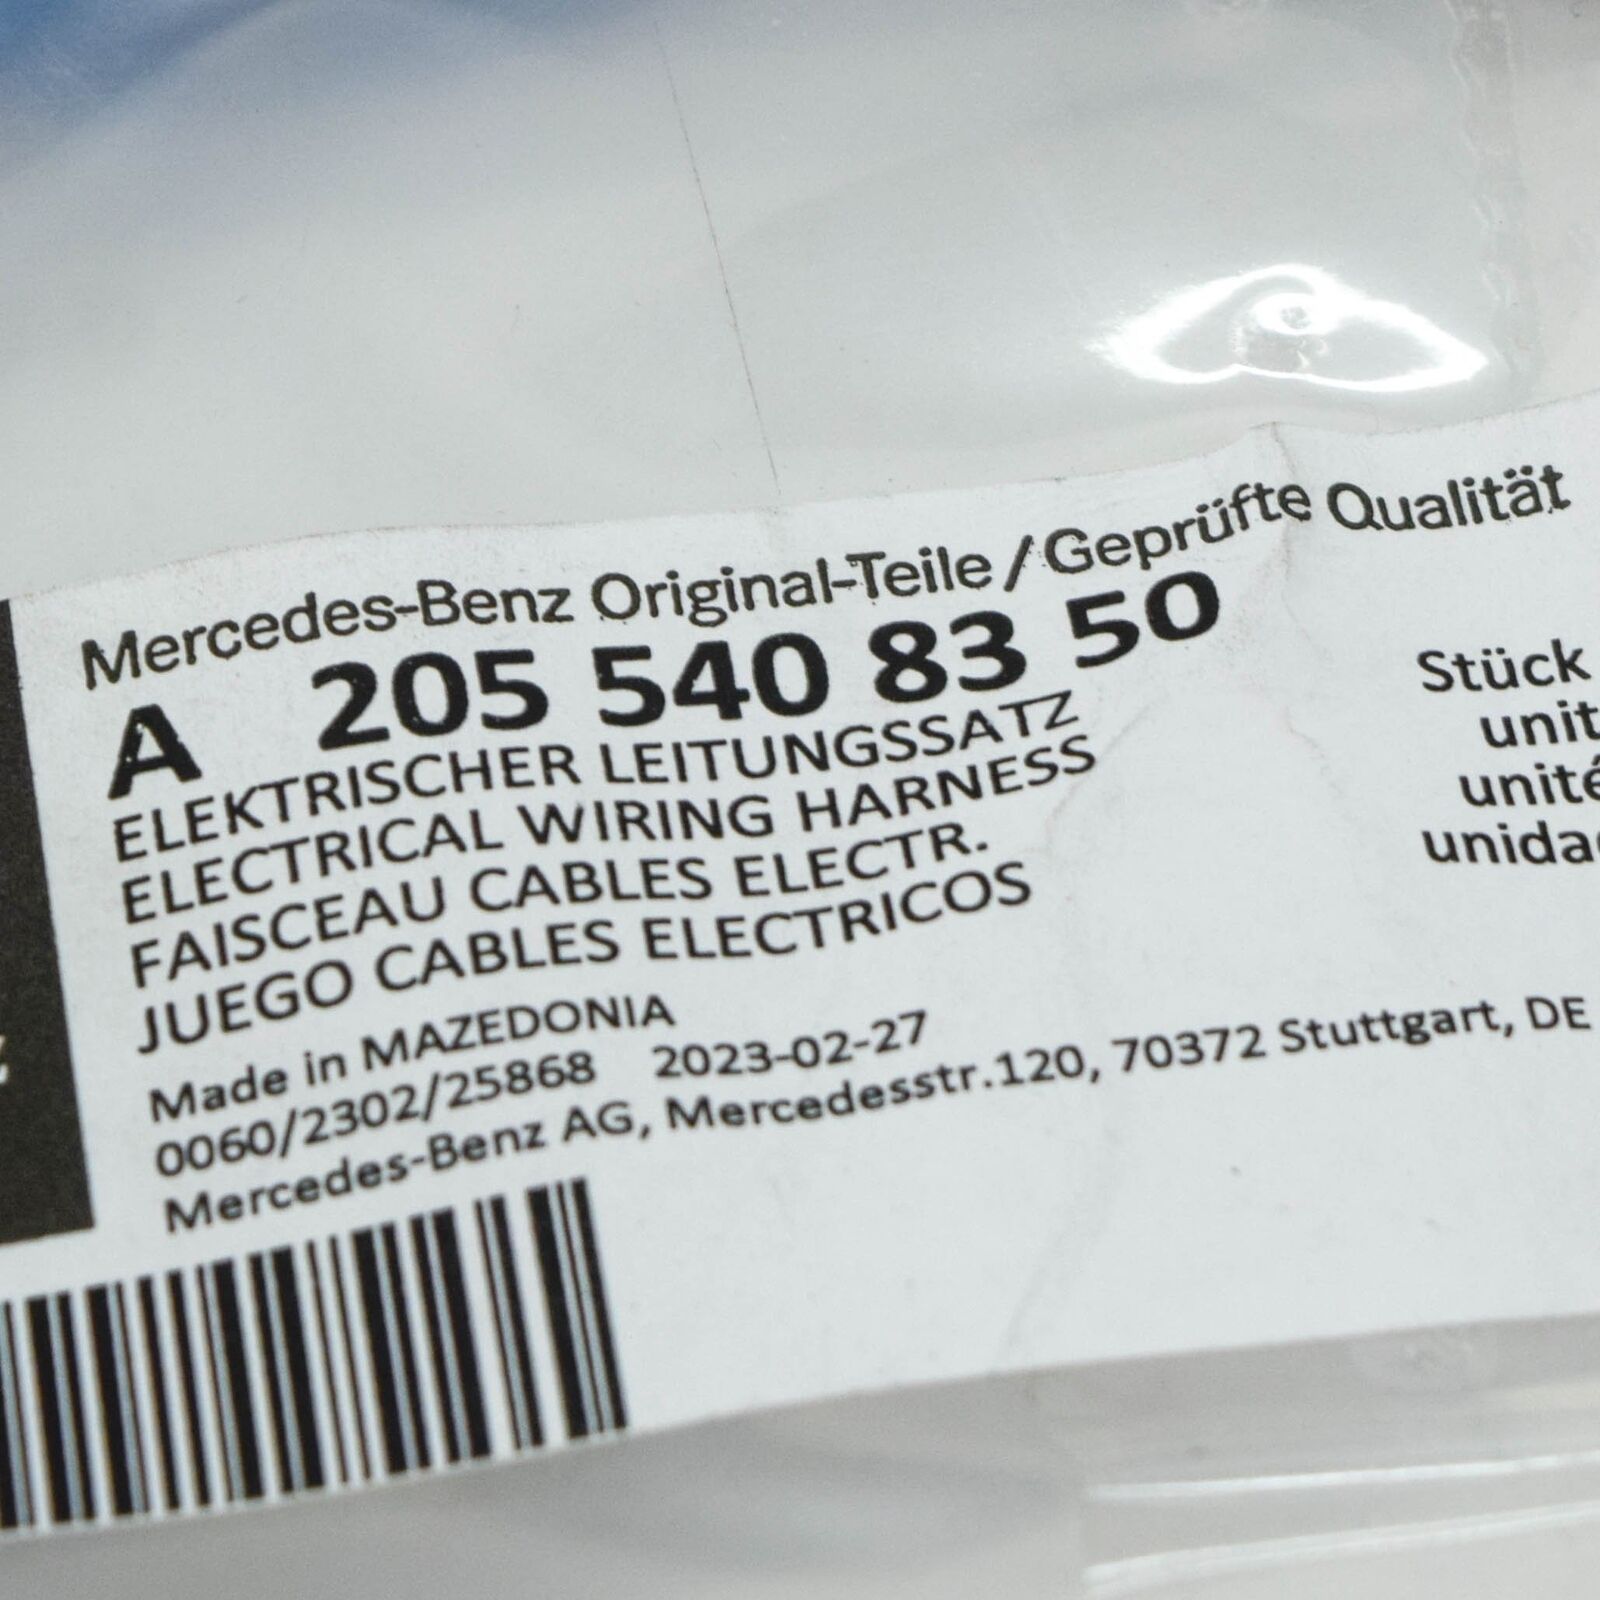 Mercedes-Benz Original-Teile / Geprüfte Qualität
A 205 540 83 50
ELEKTRISCHER LEITUNGSSATZ
ELECTRICAL WIRING HARNESS
FAISCEAU CABLES ELECTR.
JUEGO CABLES ELECTRICOS
Stück
unit
unité
Made in MAZEDONIA
0060/2302/25868 2023-02-27
Mercedes-Benz AG, Mercedesstr.120, 70372 Stuttgart, DE